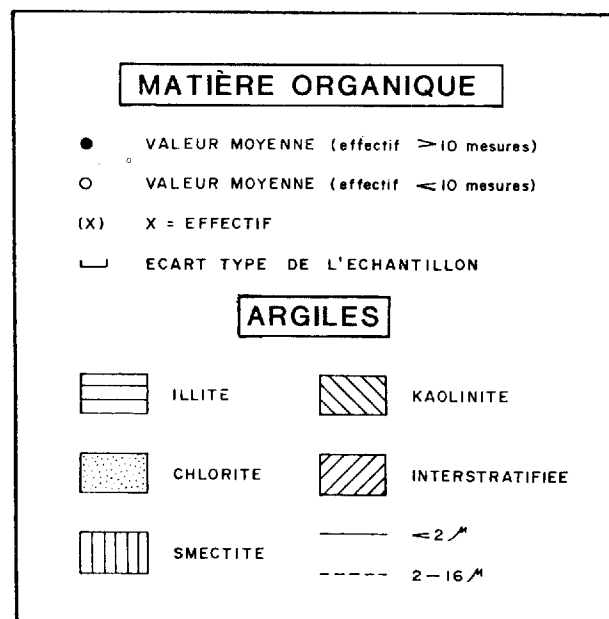 MATIÈRE ORGANIQUE
VALEUR MOYENNE (effectif >10 mesures)
VALEUR MOYENNE (effectif <10 mesures)
(X) X = EFFECTIF
ECART TYPE DE L'ECHANTILLON
ARGILES
ILLITE
KAOLINITE
CHLORITE
INTERSTRATIFIEE
SMECTITE
<2 µ
2-16 µ